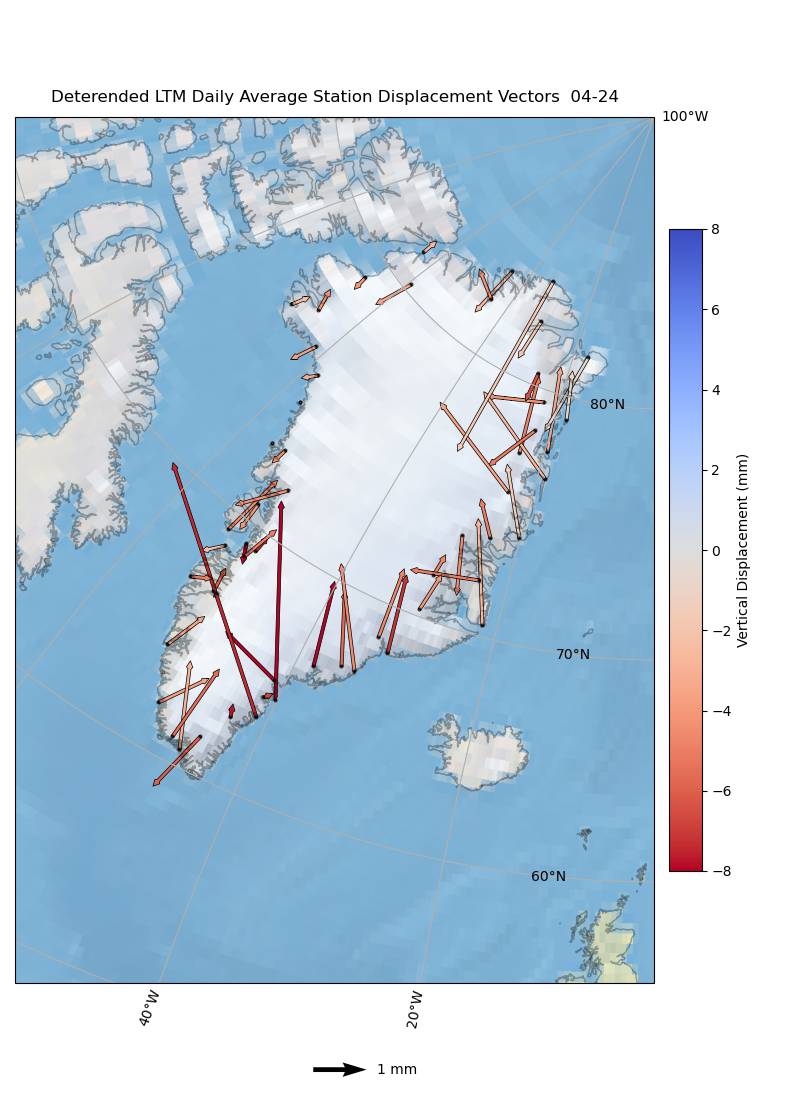 Deterended LTM Daily Average Station Displacement Vectors  04-24
100°W
80°N
70°N
60°N
40°W
20°W
8
6
4
2
0
−2
−4
−6
−8
Vertical Displacement (mm)
1 mm